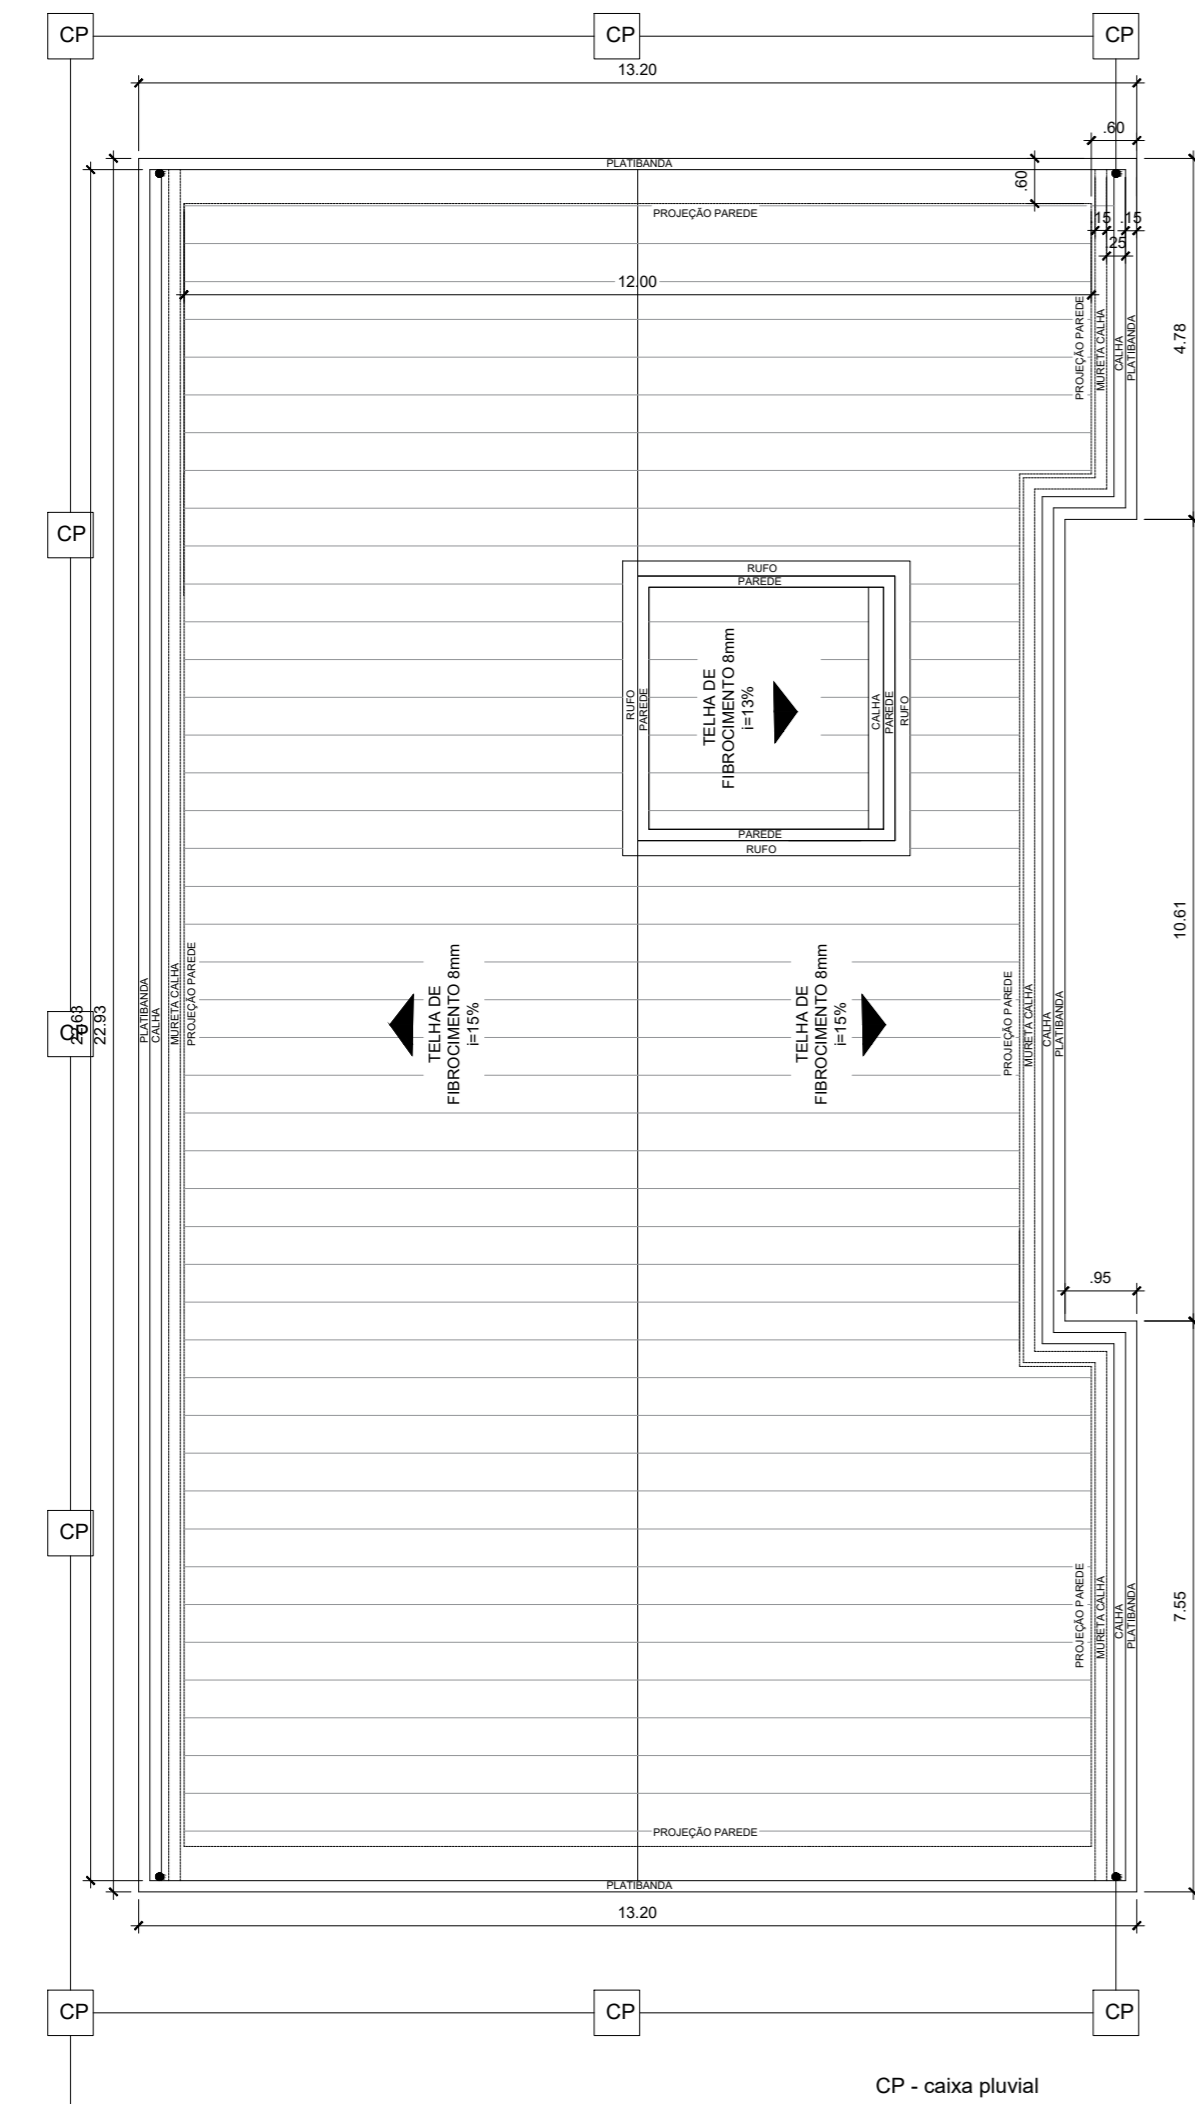 CP
CP
CP
13.20
.60
PLATIBANDA
.60
PROJEÇÃO PAREDE
.15
.15
.25
12.00
PROJEÇÃO PAREDE
MURETA CALHA
CALHA
PLATIBANDA
4.78
CP
RUFO
PAREDE
RUFO
PAREDE
TELHA DE
FIBROCIMENTO 8mm
i=13%
CALHA
PAREDE
RUFO
PAREDE
RUFO
10.61
CP
22.93
PLATIBANDA
CALHA
MURETA CALHA
PROJEÇÃO PAREDE
TELHA DE
FIBROCIMENTO 8mm
i=15%
TELHA DE
FIBROCIMENTO 8mm
i=15%
PROJEÇÃO PAREDE
MURETA CALHA
CALHA
PLATIBANDA
.95
CP
PROJEÇÃO PAREDE
MURETA CALHA
CALHA
PLATIBANDA
7.55
PROJEÇÃO PAREDE
PLATIBANDA
13.20
CP
CP
CP
CP - caixa pluvial